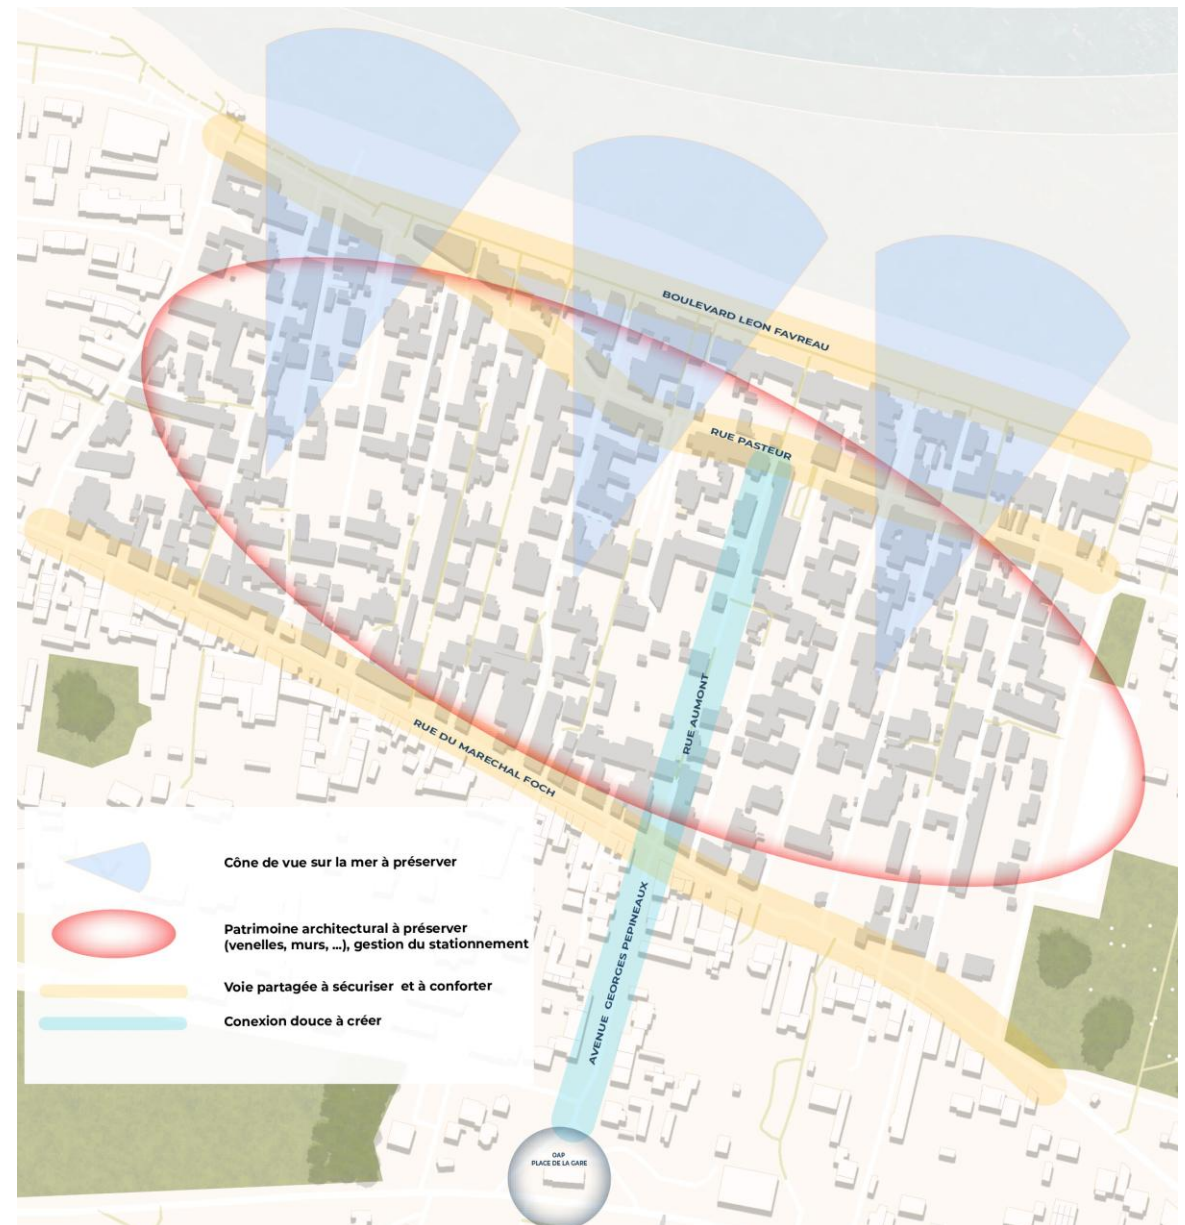 BOULEVARD LEON FAVREAU
RUE PASTEUR
RUE AUMONT
RUE DU MARECHAL FOCH
AVENUE GEORGES PEPINEAUX
Cône de vue sur la mer à préserver
Patrimoine architectural à préserver
(venelles, murs, ...), gestion du stationnement
Voie partagée à sécuriser et à conforter
Conexion douce à créer
OAP
PLACE DE LA GARE